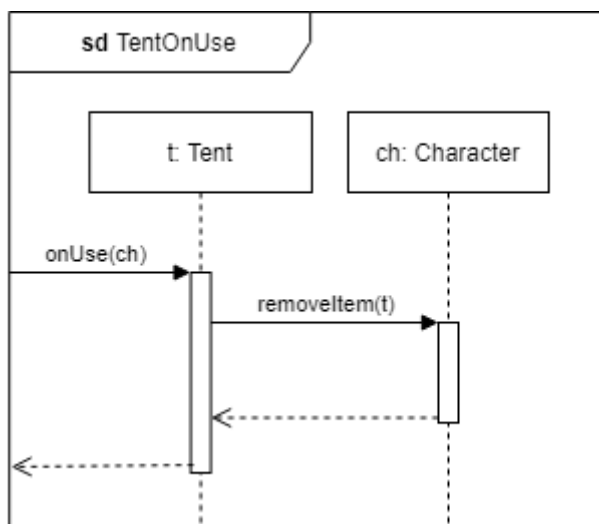 sd TentOnUse
t: Tent
ch: Character
onUse(ch)
removeItem(t)